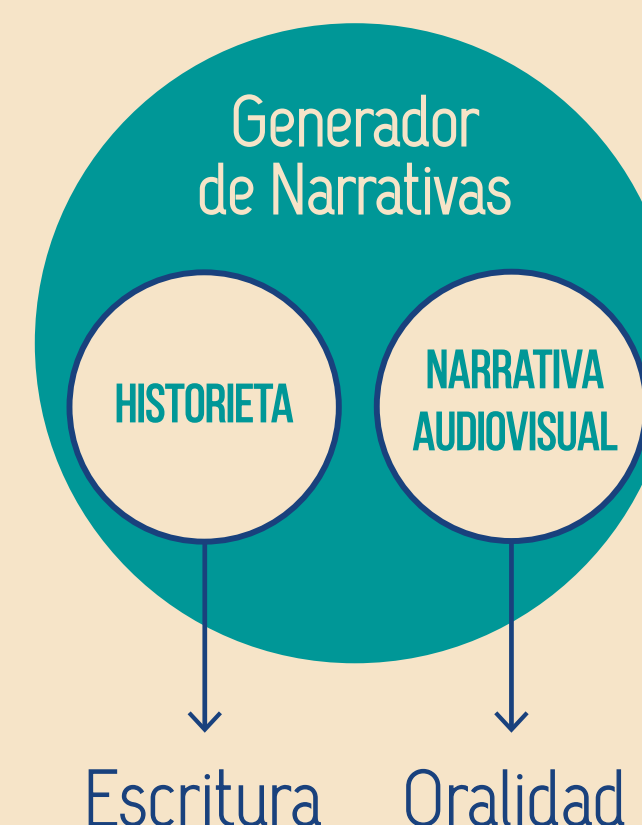 Generador
de Narrativas
HISTORIETA
NARRATIVA
AUDIOVISUAL
Escritura
Oralidad